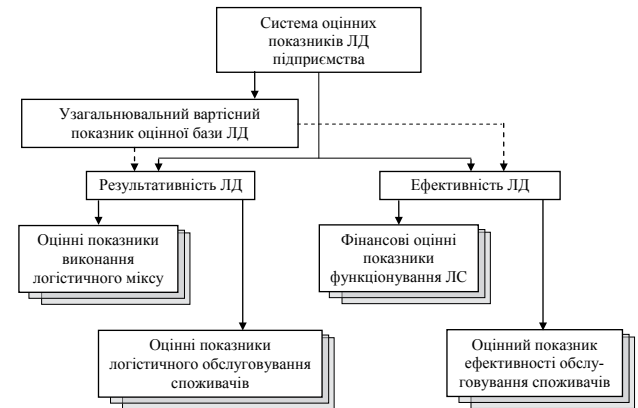 Система оцінних
показників ЛД
підприємства
Узагальнювальний вартісний
показник оцінної бази ЛД
Результативність ЛД
Ефективність ЛД
Оцінні показники
виконання
логістичного міксу
Фінансові оцінні
показники
функціонування ЛС
Оцінні показники
логістичного обслуговування
споживачів
Оцінний показник
ефективності обслу-
говування споживачів